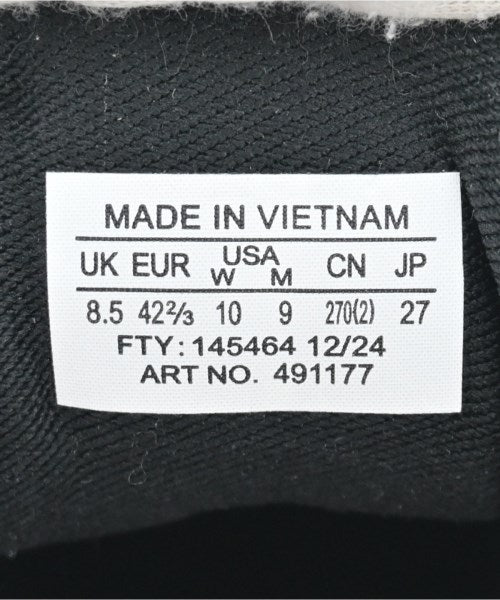 MADE IN VIETNAM
UK EUR USA W M CN JP
8.5 42⅔ 10 9 270(2) 27
FTY: 145464 12/24
ART NO. 491177